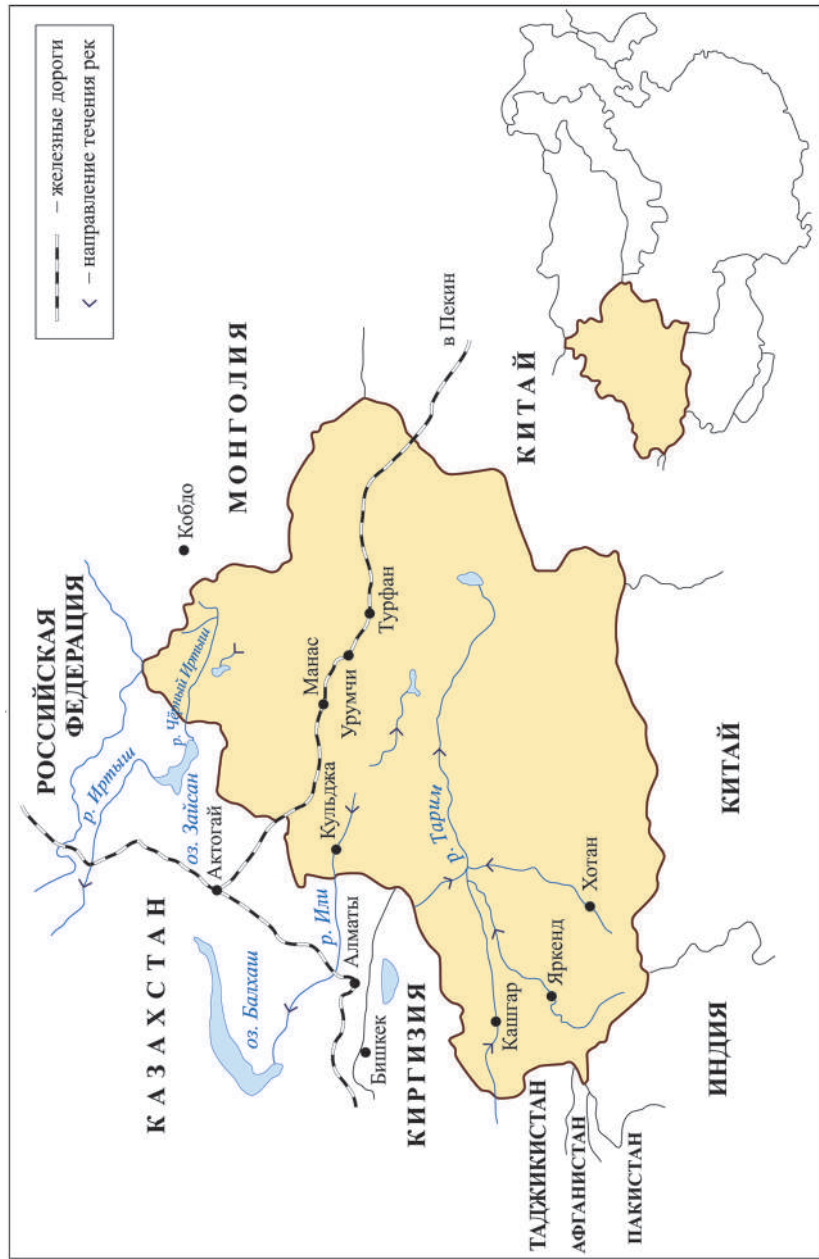 – железные дороги
– направление течения рек
РОССИЙСКАЯ
ФЕДЕРАЦИЯ
МОНГОЛИЯ
КАЗАХСТАН
р. Иртыш
р. Чёрный Иртыш
Кобдо
оз. Зайсан
Актогай
оз. Балхаш
р. Или
Алматы
Кульджа
Манас
Урумчи
Турфан
в Пекин
Бишкек
КИРГИЗИЯ
КИТАЙ
р. Тарим
Кашгар
Яркенд
Хотан
ТАДЖИКИСТАН
АФГАНИСТАН
ПАКИСТАН
ИНДИЯ
КИТАЙ